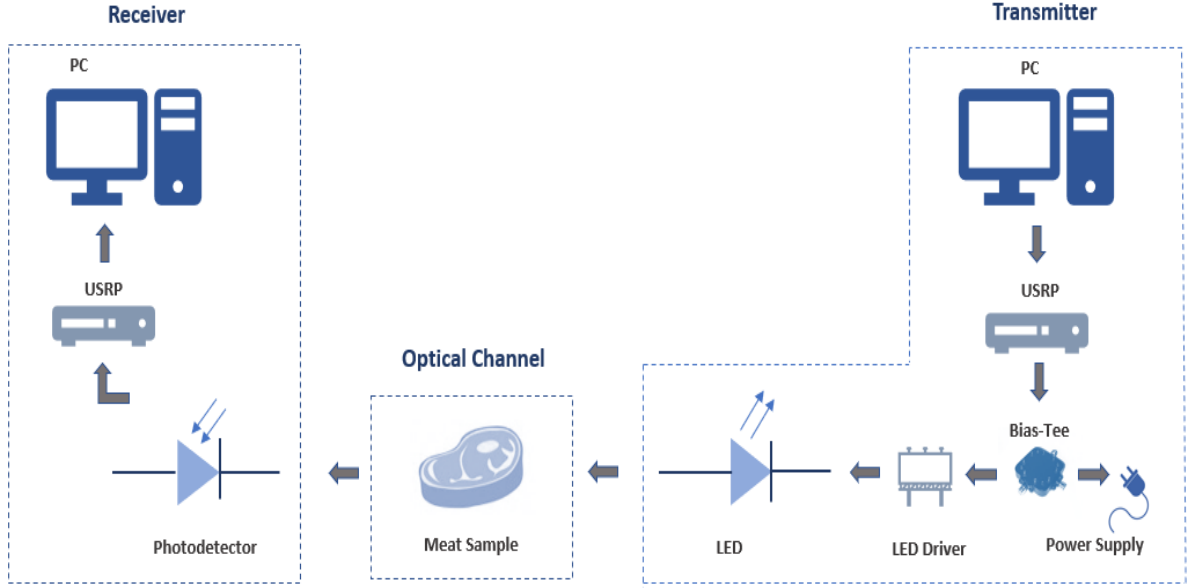 Receiver
Transmitter
PC
PC
USRP
USRP
Optical Channel
Bias-Tee
Photodetector
Meat Sample
LED
LED Driver
Power Supply